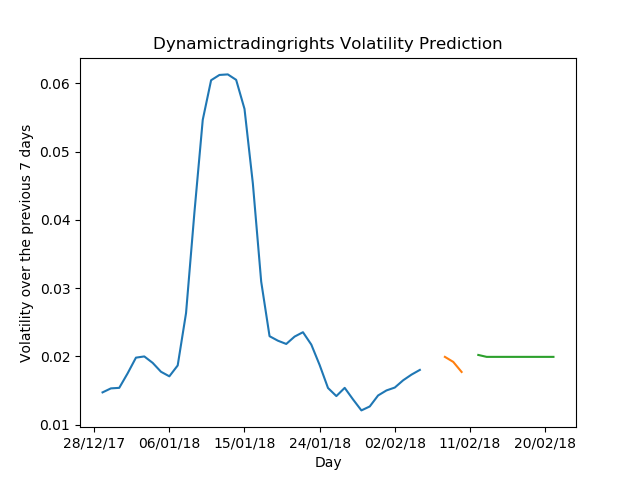 Dynamictradingrights Volatility Prediction
Volatility over the previous 7 days
0.06
0.05
0.04
0.03
0.02
0.01
28/12/17 06/01/18 15/01/18 24/01/18 02/02/18 11/02/18 20/02/18
Day